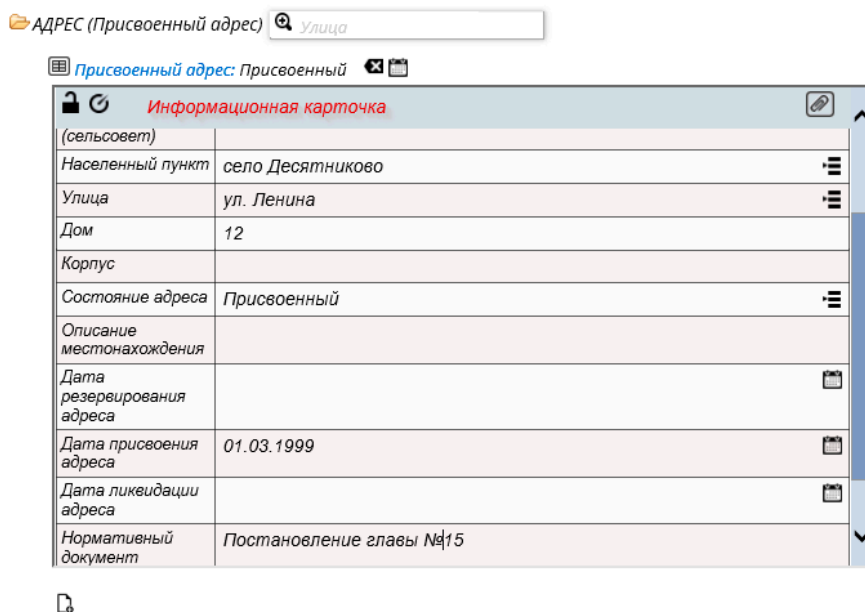 АДРЕС (Присвоенный адрес) Улица
Присвоенный адрес: Присвоенный
Информационная карточка
(сельсовет)
Населенный пункт село Десятниково
Улица ул. Ленина
Дом 12
Корпус
Состояние адреса Присвоенный
Описание
местонахождения
Дата
резервирования
адреса
Дата присвоения 01.03.1999
адреса
Дата ликвидации
адреса
Нормативный Постановление главы №15
документ